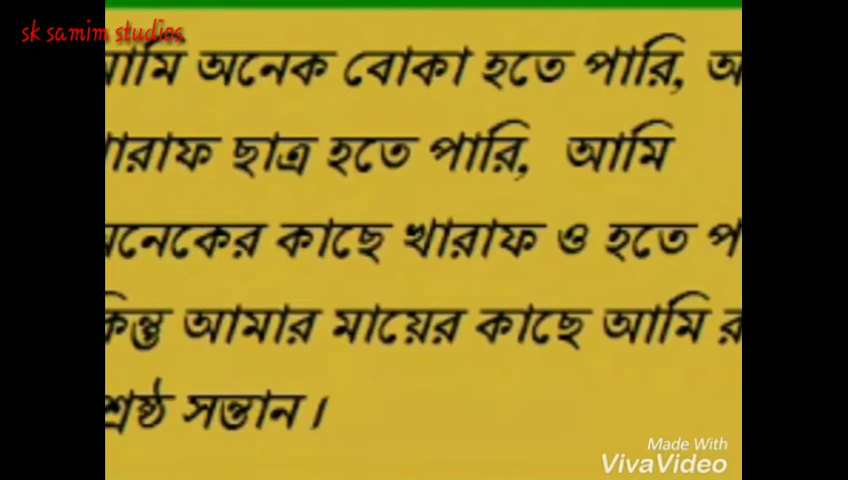 sk samim studios
আমি অনেক বোকা হতে পারি,
খারাফ ছাত্র হতে পারি, আমি
অনেকের কাছে খারাফ ও হতে
কিন্তু আমার মায়ের কাছে আমি
শ্রেষ্ঠ সন্তান।
Made With
VivaVideo